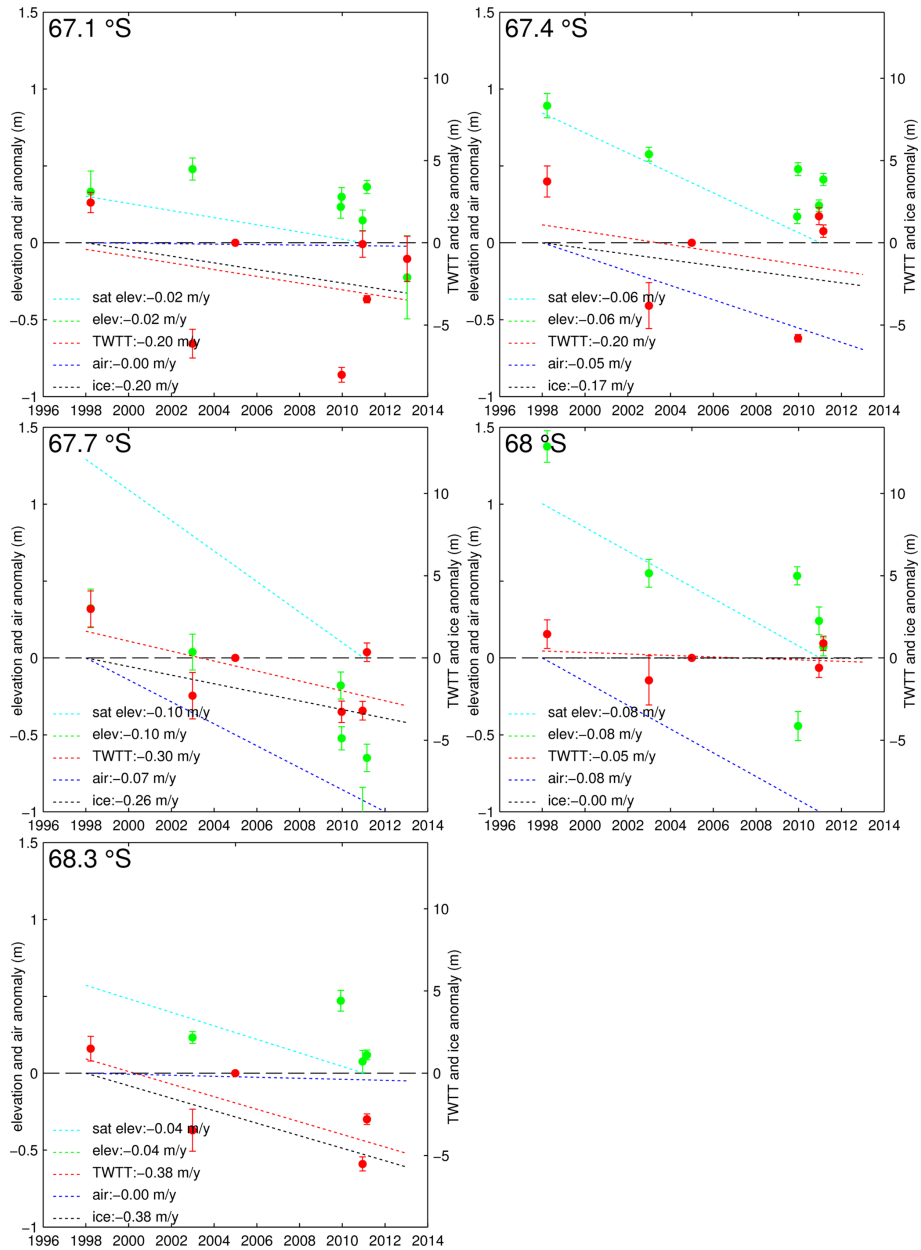 67.1 °S
1.5
1
0.5
0
−0.5
−1
10
5
0
−5
1996 1998 2000 2002 2004 2006 2008 2010 2012 2014
elevation and air anomaly (m)
TWTT and ice anomaly (m)
sat elev:−0.02 m/y
elev:−0.02 m/y
TWTT:−0.20 m/y
air:−0.00 m/y
ice:−0.20 m/y
67.4 °S
1.5
1
0.5
0
−0.5
−1
10
5
0
−5
1996 1998 2000 2002 2004 2006 2008 2010 2012 2014
elevation and air anomaly (m)
TWTT and ice anomaly (m)
sat elev:−0.06 m/y
elev:−0.06 m/y
TWTT:−0.20 m/y
air:−0.05 m/y
ice:−0.17 m/y
67.7 °S
1.5
1
0.5
0
−0.5
−1
10
5
0
−5
1996 1998 2000 2002 2004 2006 2008 2010 2012 2014
elevation and air anomaly (m)
TWTT and ice anomaly (m)
sat elev:−0.10 m/y
elev:−0.10 m/y
TWTT:−0.30 m/y
air:−0.07 m/y
ice:−0.26 m/y
68 °S
1.5
1
0.5
0
−0.5
−1
10
5
0
−5
1996 1998 2000 2002 2004 2006 2008 2010 2012 2014
elevation and air anomaly (m)
TWTT and ice anomaly (m)
sat elev:−0.08 m/y
elev:−0.08 m/y
TWTT:−0.05 m/y
air:−0.08 m/y
ice:−0.00 m/y
68.3 °S
1.5
1
0.5
0
−0.5
−1
10
5
0
−5
1996 1998 2000 2002 2004 2006 2008 2010 2012 2014
elevation and air anomaly (m)
TWTT and ice anomaly (m)
sat elev:−0.04 m/y
elev:−0.04 m/y
TWTT:−0.38 m/y
air:−0.00 m/y
ice:−0.38 m/y